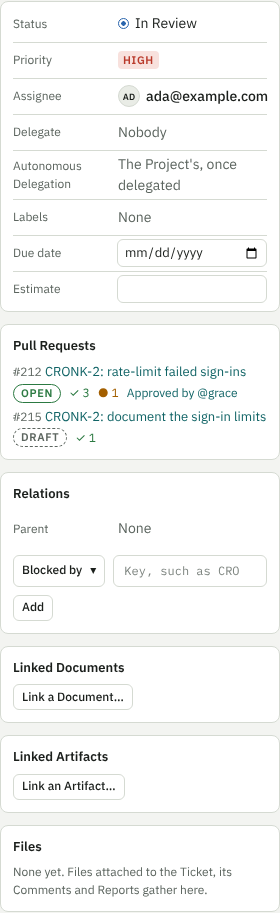 Status In Review
Priority HIGH
Assignee AD ada@example.com
Delegate Nobody
Autonomous Delegation The Project's, once delegated
Labels None
Due date mm/dd/yyyy
Estimate
Pull Requests
#212 CRONK-2: rate-limit failed sign-ins
OPEN ✓ 3 1 Approved by @grace
#215 CRONK-2: document the sign-in limits
DRAFT ✓ 1
Relations
Parent None
Blocked by ▾ Key, such as CRO
Add
Linked Documents
Link a Document…
Linked Artifacts
Link an Artifact…
Files
None yet. Files attached to the Ticket, its
Comments and Reports gather here.